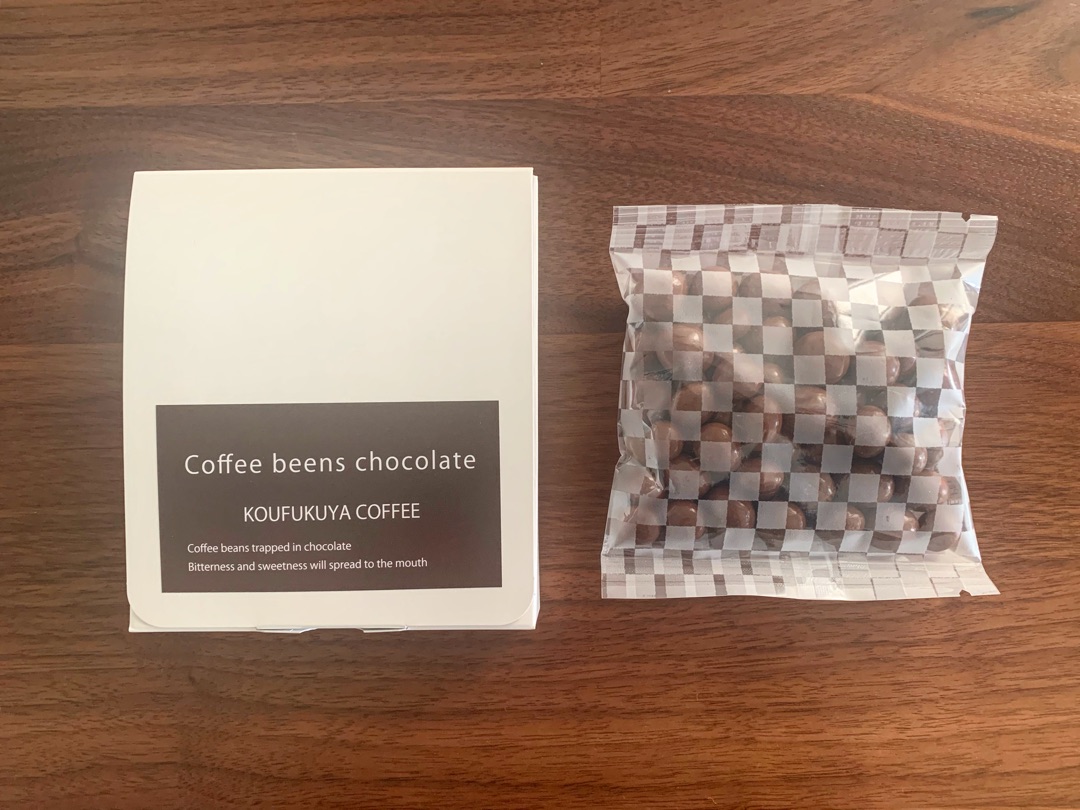 Coffee beens chocolate
KOUFUKUYA COFFEE
Coffee beans trapped in chocolate
Bitterness and sweetness will spread to the mouth